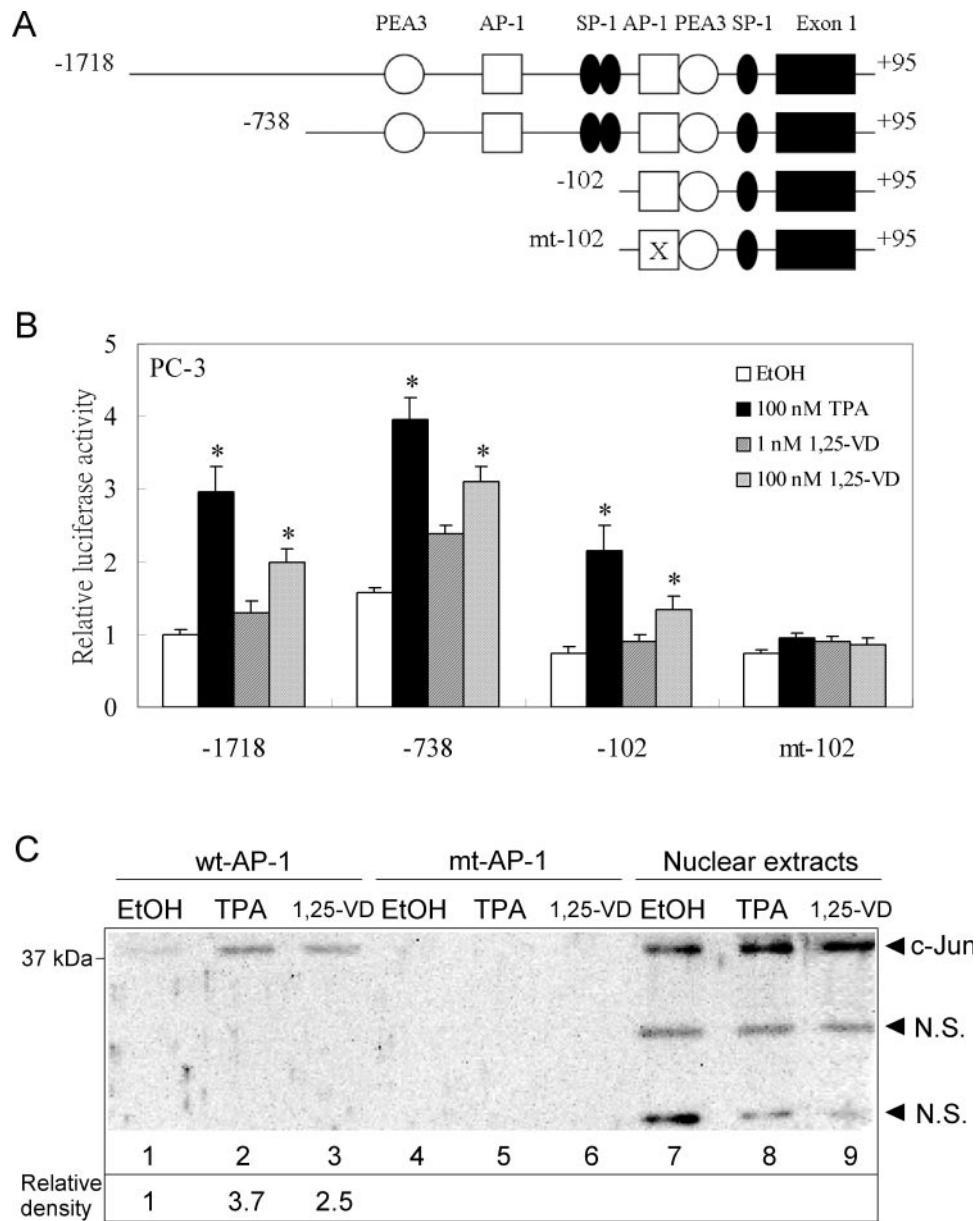 A
PEA3 AP-1 SP-1 AP-1 PEA3 SP-1 Exon 1
-1718 +95
-738 +95
-102 +95
mt-102 X +95
B
PC-3
Relative luciferase activity
5
4
3
2
1
0
* * * * * *
EtOH
100 nM TPA
1 nM 1,25-VD
100 nM 1,25-VD
-1718 -738 -102 mt-102
C
wt-AP-1 mt-AP-1 Nuclear extracts
EtOH TPA 1,25-VD EtOH TPA 1,25-VD EtOH TPA 1,25-VD
37 kDa
c-Jun
N.S.
N.S.
1 2 3 4 5 6 7 8 9
Relative density 1 3.7 2.5